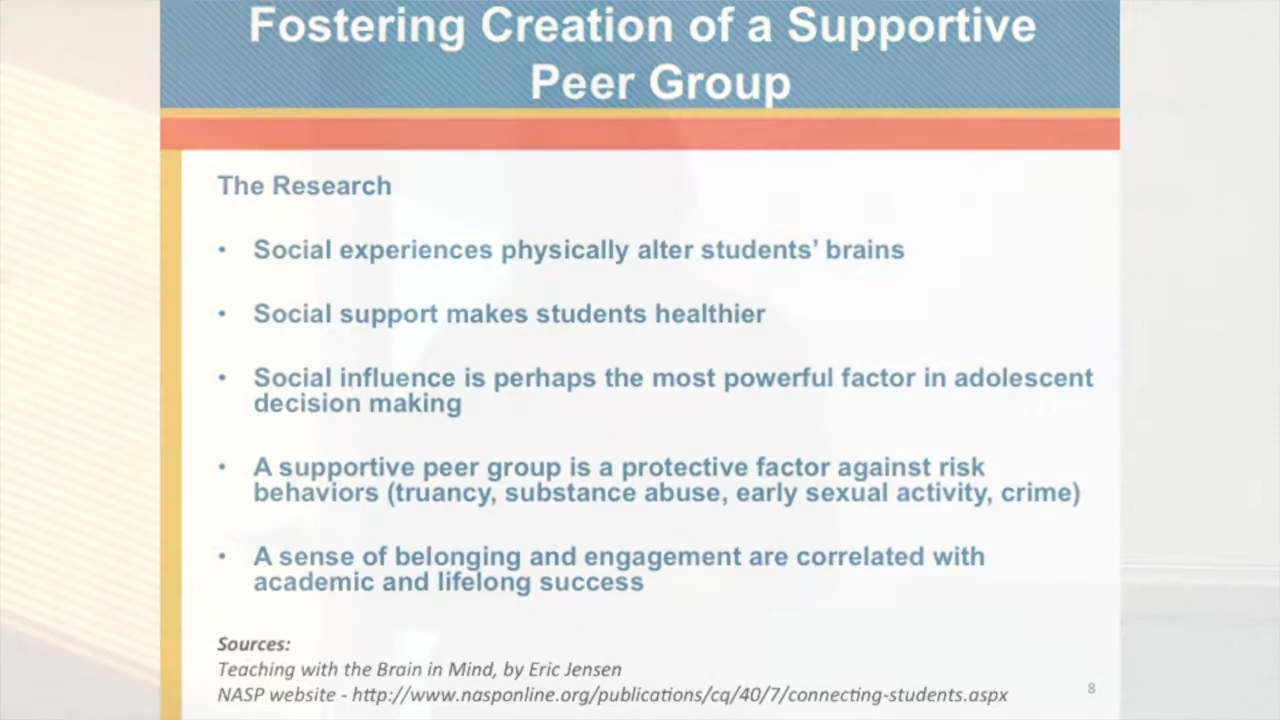 Fostering Creation of a Supportive
Peer Group
The Research
• Social experiences physically alter students’ brains
• Social support makes students healthier
• Social influence is perhaps the most powerful factor in adolescent
decision making
• A supportive peer group is a protective factor against risk
behaviors (truancy, substance abuse, early sexual activity, crime)
• A sense of belonging and engagement are correlated with
academic and lifelong success
Sources:
Teaching with the Brain in Mind, by Eric Jensen
NASP website - http://www.nasponline.org/publications/cq/40/7/connecting-students.aspx
8